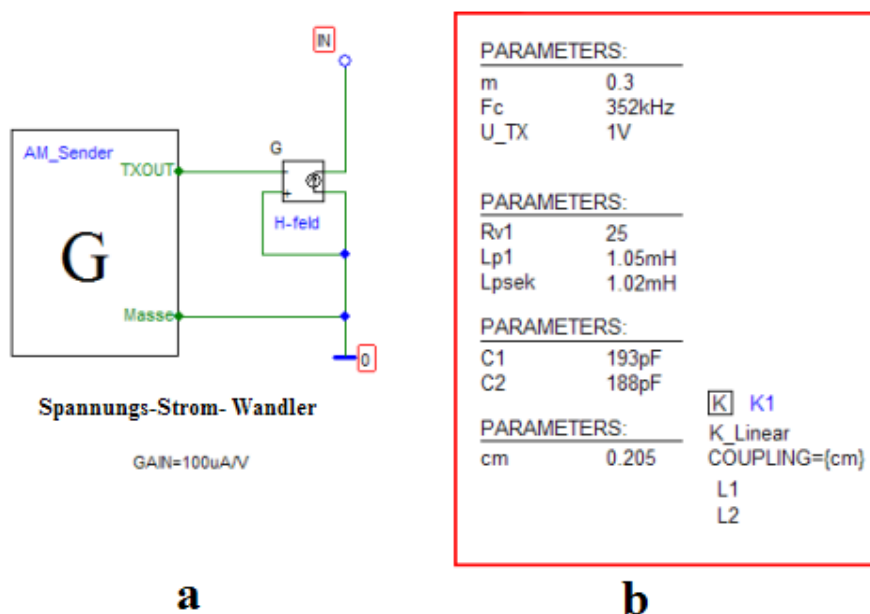 IN
AM_Sender
TXOUT
G
G
H-feld
Masse
0
Spannungs-Strom- Wandler
GAIN=100uA/V
a
PARAMETERS:
m 0.3
Fc 352kHz
U_TX 1V
PARAMETERS:
Rv1 25
Lp1 1.05mH
Lpsek 1.02mH
PARAMETERS:
C1 193pF
C2 188pF
PARAMETERS:
cm 0.205
K K1
K_Linear
COUPLING={cm}
L1
L2
b